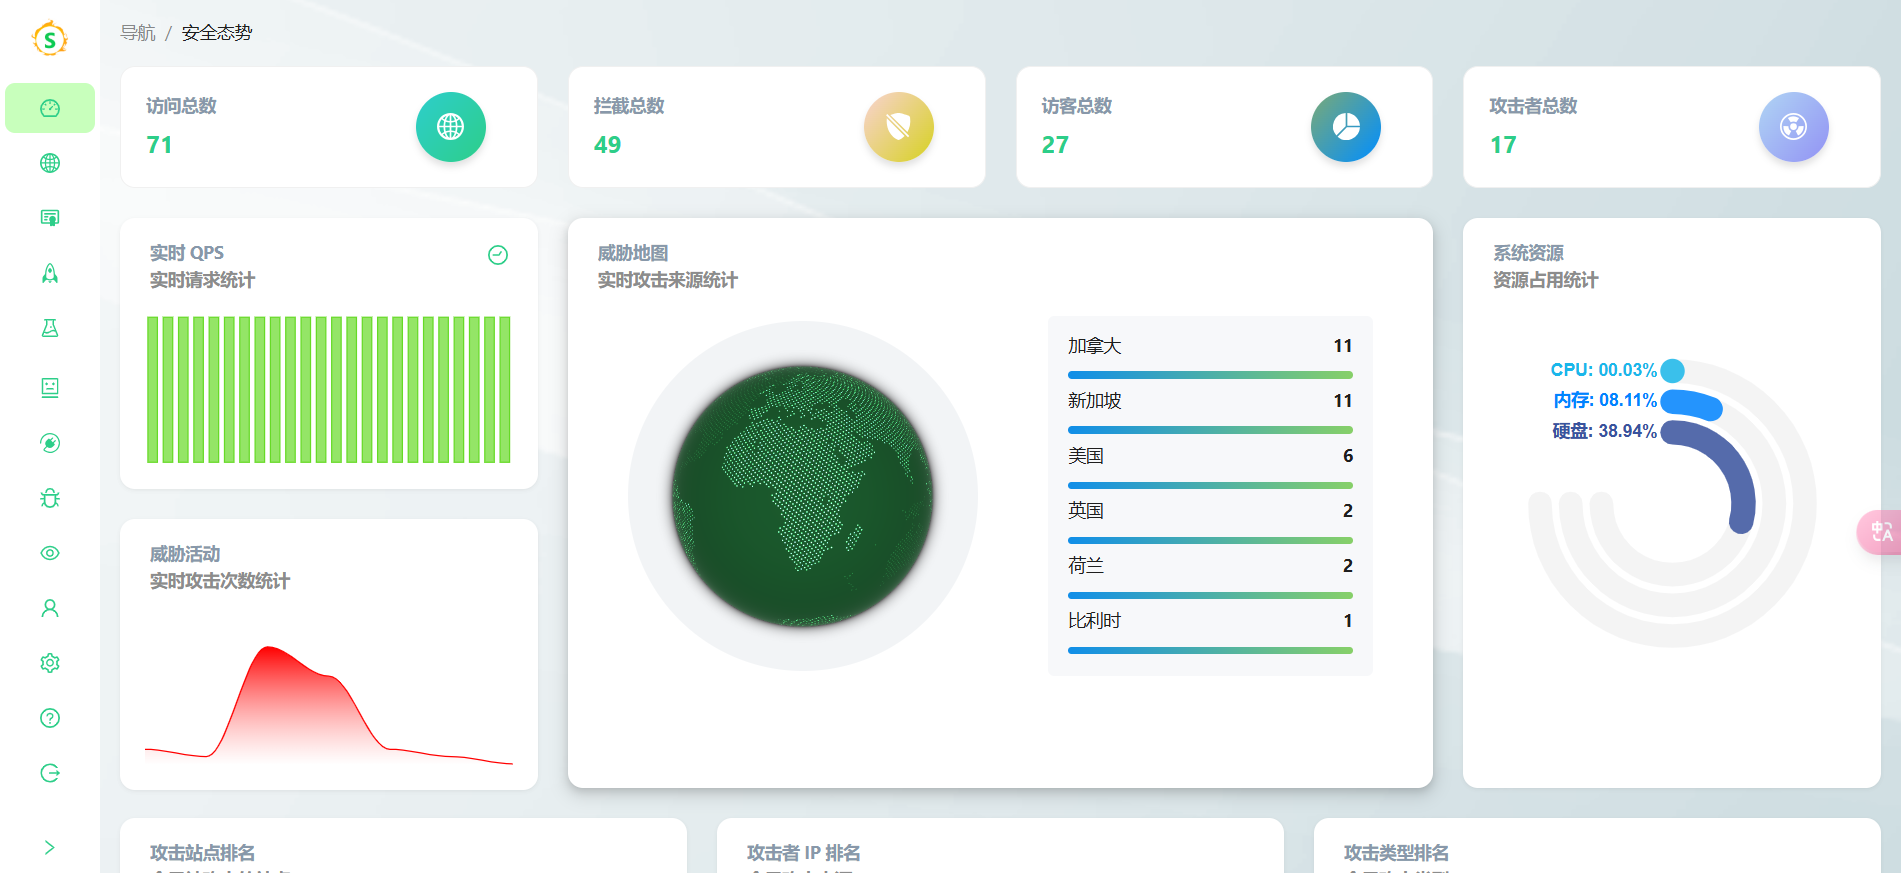 S
导航 / 安全态势
访问总数
71
拦截总数
49
访客总数
27
攻击者总数
17
实时 QPS
实时请求统计
威胁活动
实时攻击次数统计
威胁地图
实时攻击来源统计
加拿大 11
新加坡 11
美国 6
英国 2
荷兰 2
比利时 1
系统资源
资源占用统计
CPU: 00.03%
内存: 08.11%
硬盘: 38.94%
中A
攻击站点排名
攻击者 IP 排名
攻击类型排名